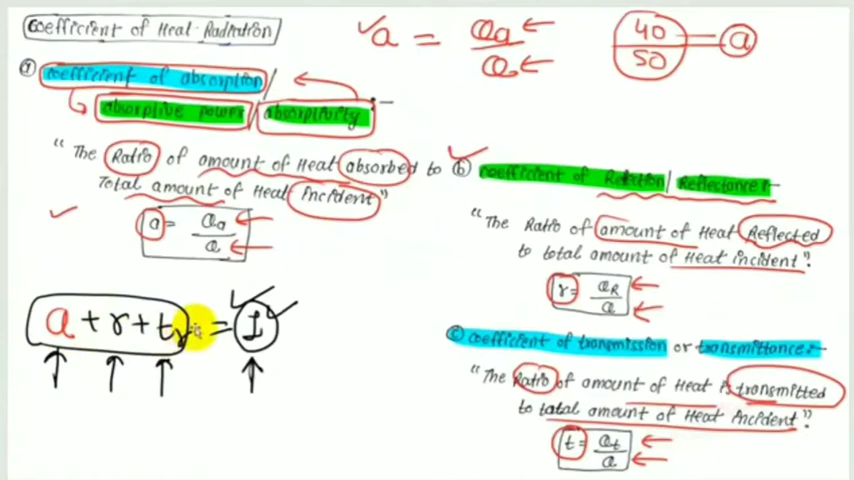 Coefficient of Heat Radiation
a = Qa / Q
40 / 50 = a
ⓐ coefficient of absorption /
absorptive power / absorptivity :-
"The Ratio of amount of Heat absorbed to
Total amount of Heat incident"
a = Qa / Q
a + r + tr = 1
ⓑ coefficient of / Reflectance :-
"The Ratio of amount of Heat Reflected
to total amount of Heat incident".
r = QR / Q
ⓒ coefficient of transmission or transmittance :-
"The Ratio of amount of Heat is transmitted
to total amount of Heat incident".
t = Qt / Q